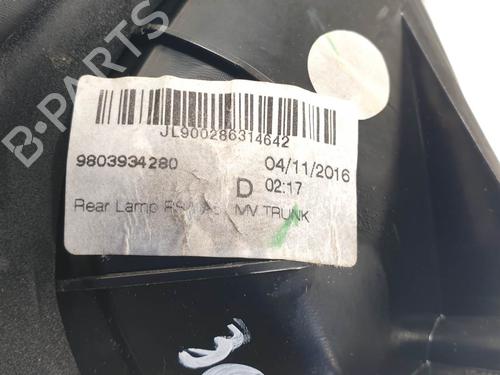 B-PARTS
JL900286314642
9803934280 04/11/2016
D 02:17
Rear Lamp MV TRUNK